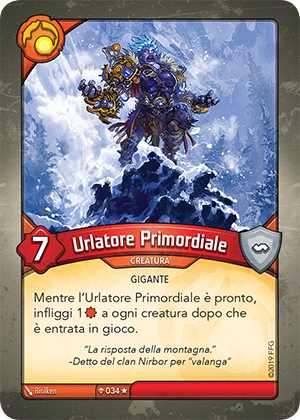 7
Urlatore Primordiale
CREATURA
GIGANTE
Mentre l'Urlatore Primordiale è pronto,
infliggi 1 a ogni creatura dopo che
è entrata in gioco.
"La risposta della montagna."
-Detto del clan Nirbor per "valanga"
Broiken
034★
©2019 FFG